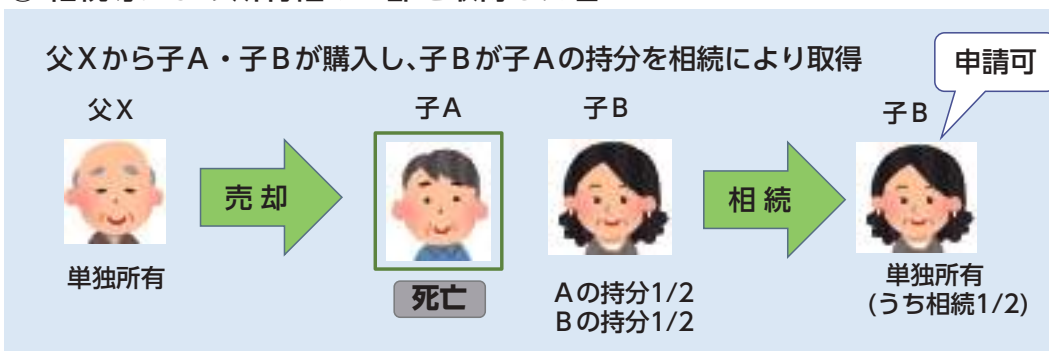 父Xから子A・子Bが購入し、子Bが子Aの持分を相続により取得
申請可
父X
子A
子B
子B
売却
相続
単独所有
死亡
Aの持分1/2
Bの持分1/2
単独所有
(うち相続1/2)